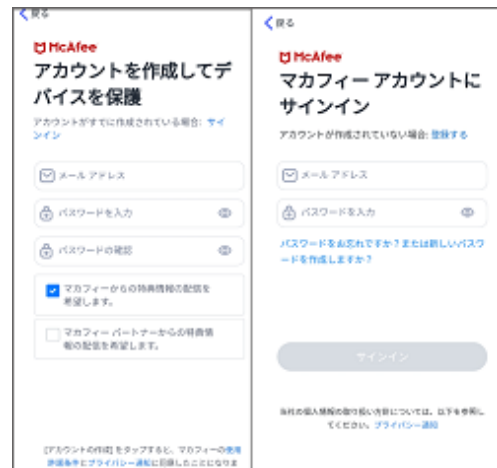 戻る
McAfee
アカウントを作成してデ
バイスを保護
アカウントがすでに作成されている場合: サイ
ンイン
メール アドレス
パスワードを入力
パスワードの確認
マカフィーからの特典情報の配信を
希望します。
マカフィー パートナーからの特典情
報の配信を希望します。
[アカウントの作成] をタップすると、マカフィーの使用
許諾条件とプライバシー通知に同意したことになりま
戻る
McAfee
マカフィー アカウントに
サインイン
アカウントが作成されていない場合: 登録する
メール アドレス
パスワードを入力
パスワードをお忘れですか？または新しいパスワ
ードを作成しますか？
サインイン
当社の個人情報の取り扱い方針については、以下を参照し
てください。プライバシー通知